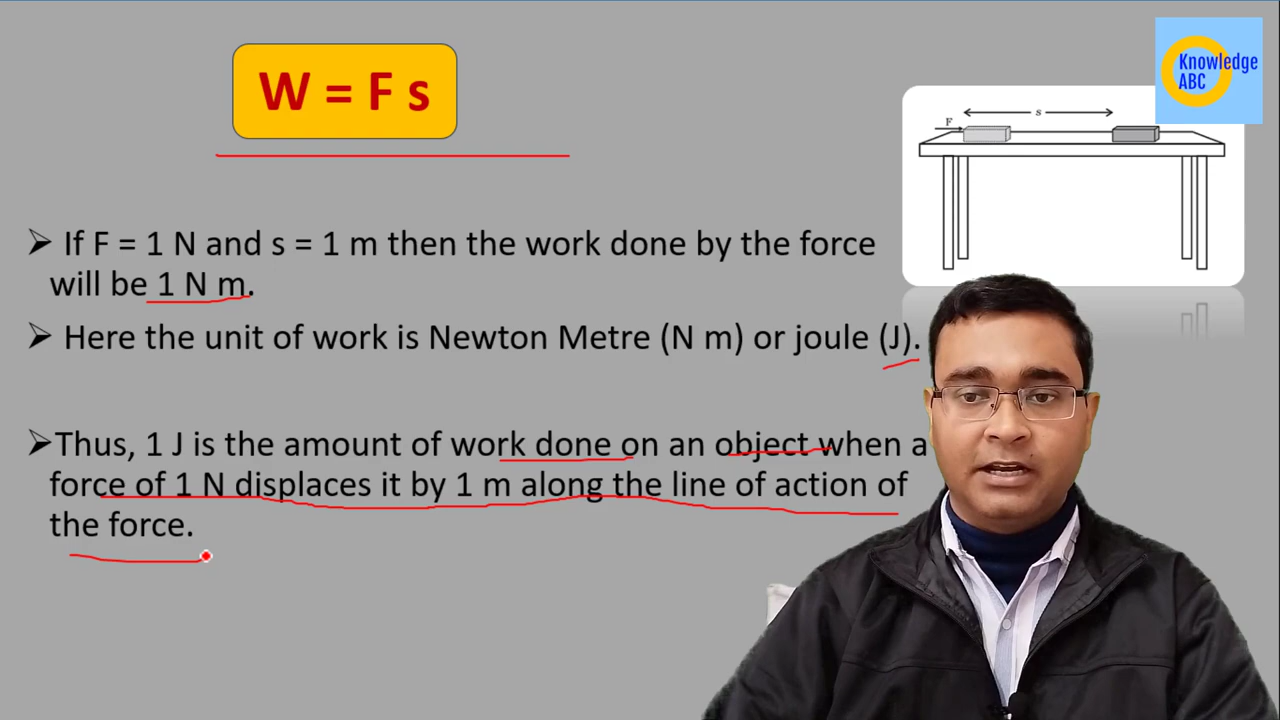 W = F s
Knowledge
ABC
s
F
➤ If F = 1 N and s = 1 m then the work done by the force
will be 1 N m.
➤ Here the unit of work is Newton Metre (N m) or joule (J).
➤Thus, 1 J is the amount of work done on an object when a
force of 1 N displaces it by 1 m along the line of action of
the force.